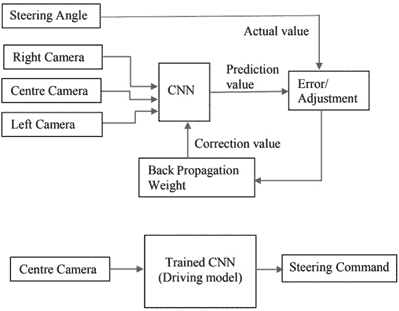 Steering Angle
Actual value
Right Camera
Centre Camera
Left Camera
CNN
Prediction
value
Error/
Adjustment
Correction value
Back Propagation
Weight
Centre Camera
Trained CNN
(Driving model)
Steering Command